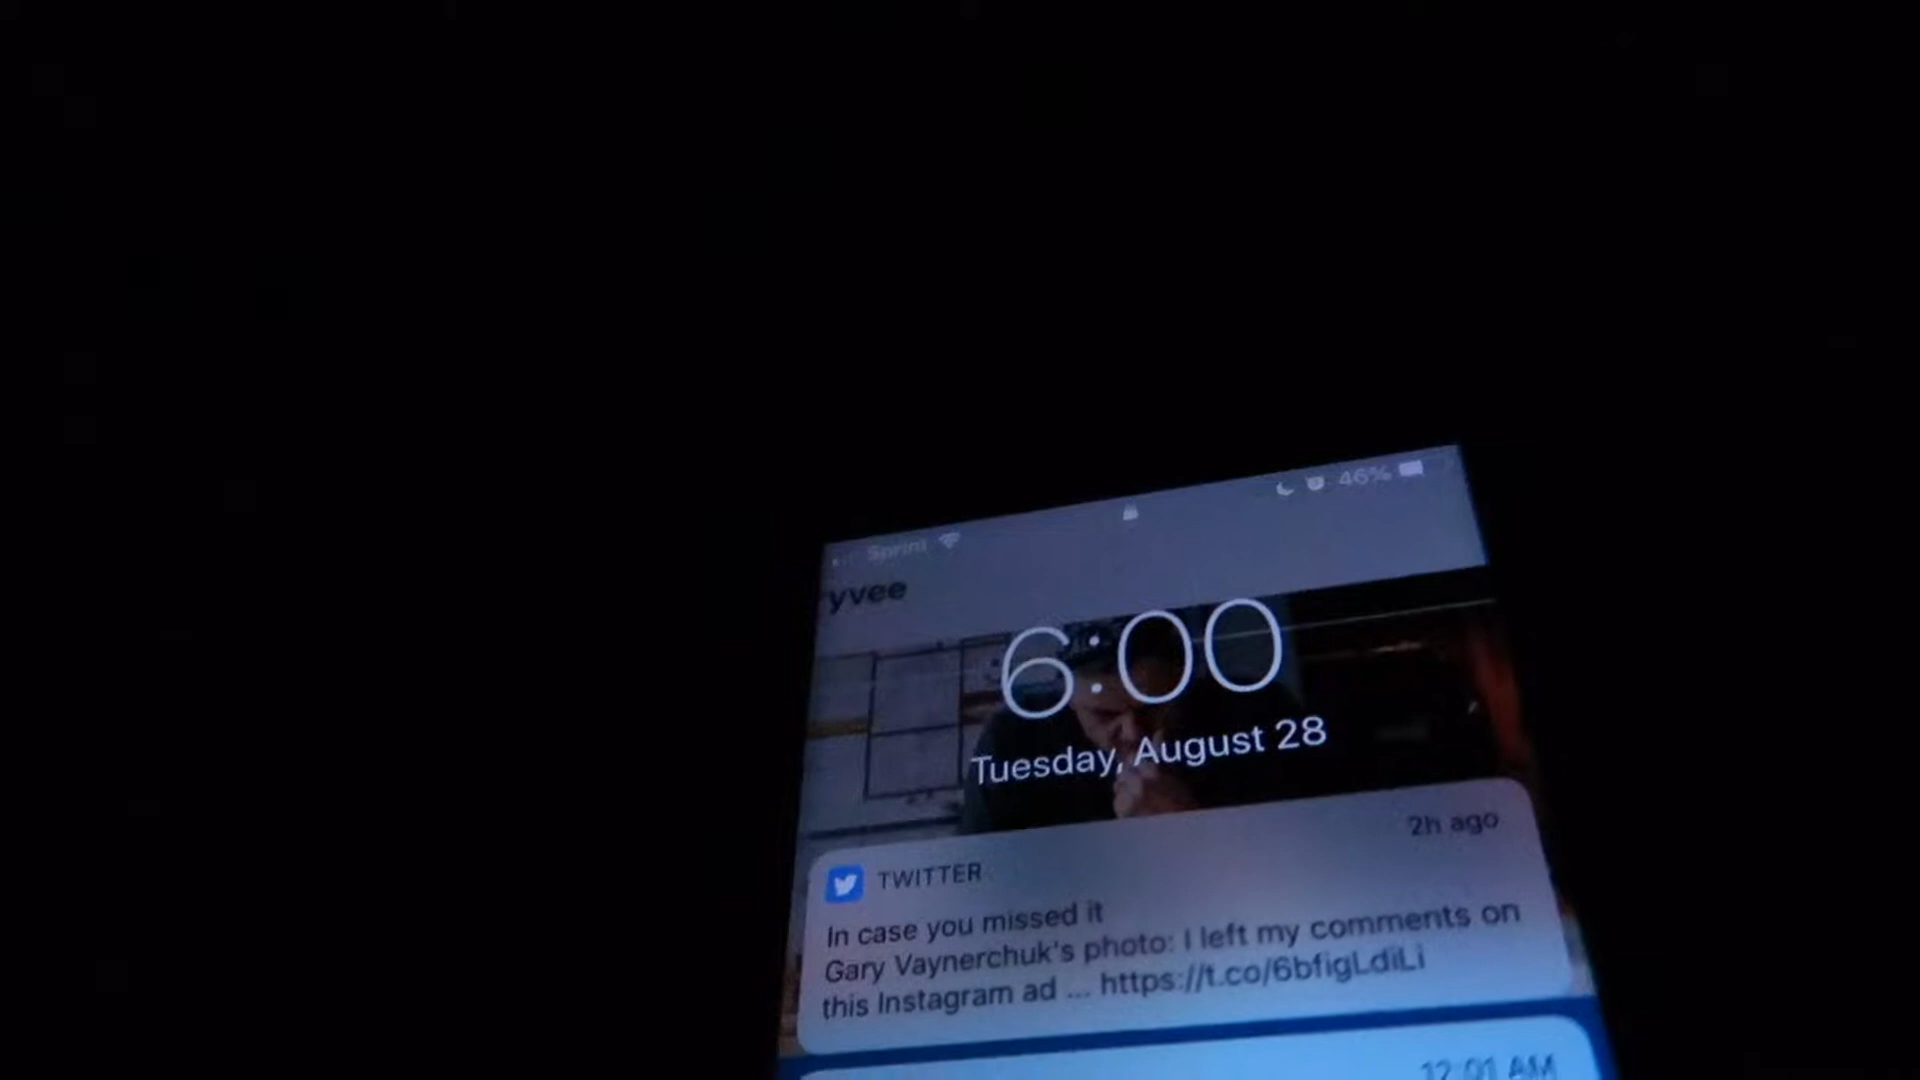 Sprint
46%
yvee
6:00
Tuesday, August 28
TWITTER
2h ago
In case you missed it
Gary Vaynerchuk's photo: I left my comments on
this Instagram ad ... https://t.co/6bfigLdiLi
12:01 AM